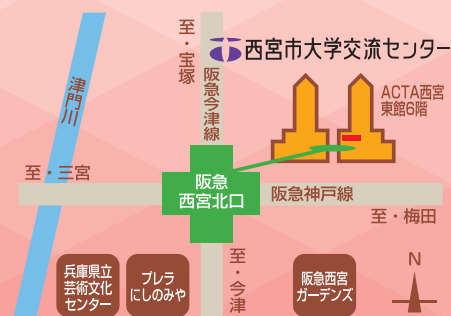 至・宝塚
西宮市大学交流センター
津門川
阪急今津線
ACTA西宮
東館6階
至・三宮
阪急
西宮北口
阪急神戸線
至・梅田
兵庫県立
芸術文化
センター
プレラ
にしのみや
至・今津
阪急西宮
ガーデンズ
N